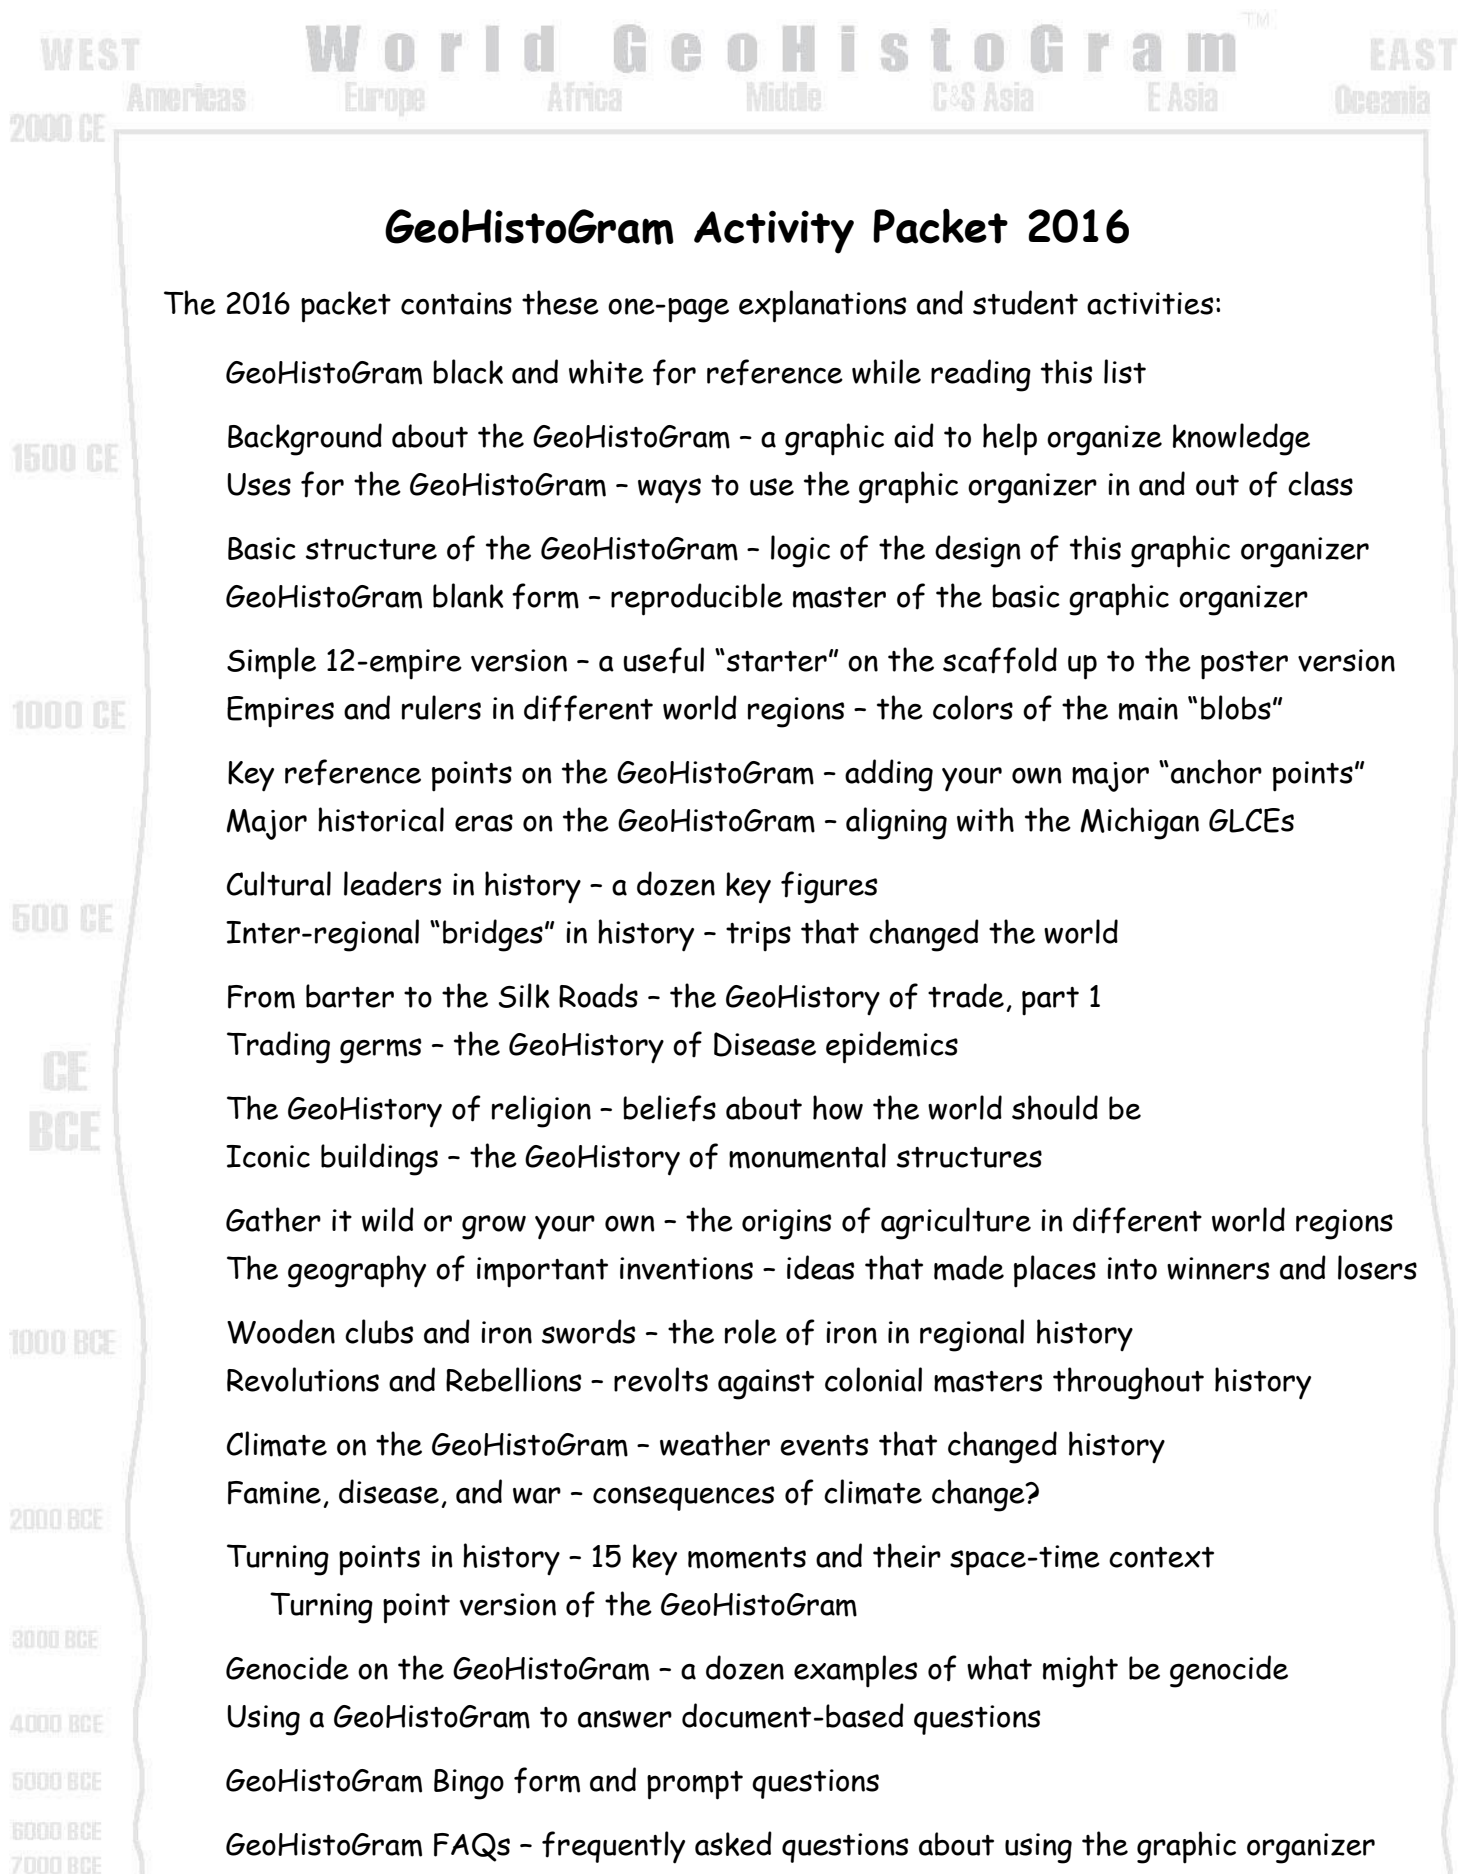 World GeoHistoGram™
WEST EAST
Americas Europe Africa Middle C&S Asia E Asia Oceania
2000 CE
GeoHistoGram Activity Packet 2016
The 2016 packet contains these one-page explanations and student activities:
GeoHistoGram black and white for reference while reading this list
Background about the GeoHistoGram – a graphic aid to help organize knowledge
1500 CE
Uses for the GeoHistoGram – ways to use the graphic organizer in and out of class
Basic structure of the GeoHistoGram – logic of the design of this graphic organizer
GeoHistoGram blank form – reproducible master of the basic graphic organizer
Simple 12-empire version – a useful “starter” on the scaffold up to the poster version
1000 CE
Empires and rulers in different world regions – the colors of the main “blobs”
Key reference points on the GeoHistoGram – adding your own major “anchor points”
Major historical eras on the GeoHistoGram – aligning with the Michigan GLCEs
Cultural leaders in history – a dozen key figures
500 CE
Inter-regional “bridges” in history – trips that changed the world
From barter to the Silk Roads – the GeoHistory of trade, part 1
Trading germs – the GeoHistory of Disease epidemics
CE
BCE
The GeoHistory of religion – beliefs about how the world should be
Iconic buildings – the GeoHistory of monumental structures
Gather it wild or grow your own – the origins of agriculture in different world regions
The geography of important inventions – ideas that made places into winners and losers
1000 BCE
Wooden clubs and iron swords – the role of iron in regional history
Revolutions and Rebellions – revolts against colonial masters throughout history
Climate on the GeoHistoGram – weather events that changed history
Famine, disease, and war – consequences of climate change?
2000 BCE
Turning points in history – 15 key moments and their space-time context
Turning point version of the GeoHistoGram
3000 BCE
Genocide on the GeoHistoGram – a dozen examples of what might be genocide
4000 BCE
Using a GeoHistoGram to answer document-based questions
5000 BCE
GeoHistoGram Bingo form and prompt questions
6000 BCE
GeoHistoGram FAQs – frequently asked questions about using the graphic organizer
7000 BCE